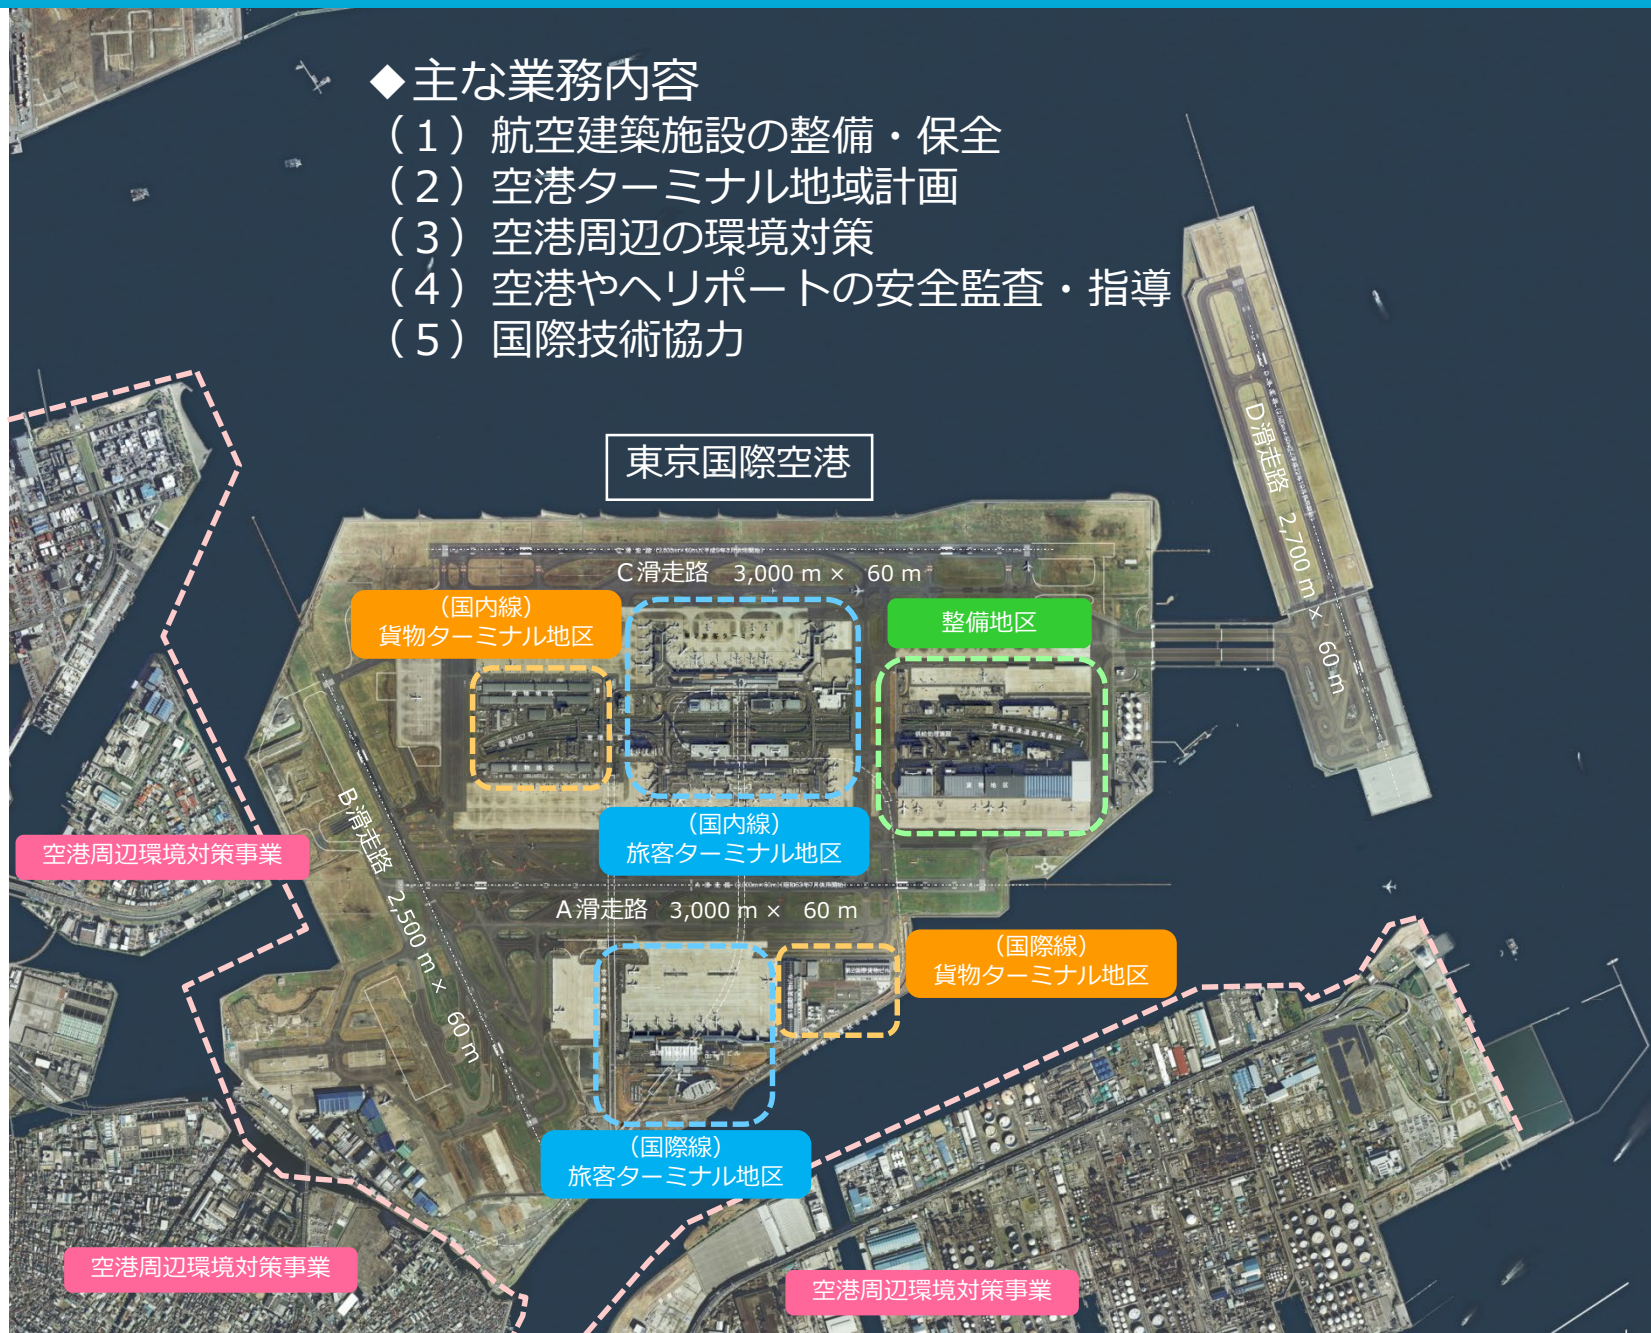 ◆主な業務内容
（１）航空建築施設の整備・保全
（２）空港ターミナル地域計画
（３）空港周辺の環境対策
（４）空港やヘリポートの安全監査・指導
（５）国際技術協力
東京国際空港
D滑走路　2,700 m ×　60 m
C滑走路　3,000 m ×　60 m
（国内線）
貨物ターミナル地区
整備地区
B滑走路　2,500 m ×　60 m
（国内線）
旅客ターミナル地区
空港周辺環境対策事業
A滑走路　3,000 m ×　60 m
（国際線）
貨物ターミナル地区
（国際線）
旅客ターミナル地区
空港周辺環境対策事業
空港周辺環境対策事業